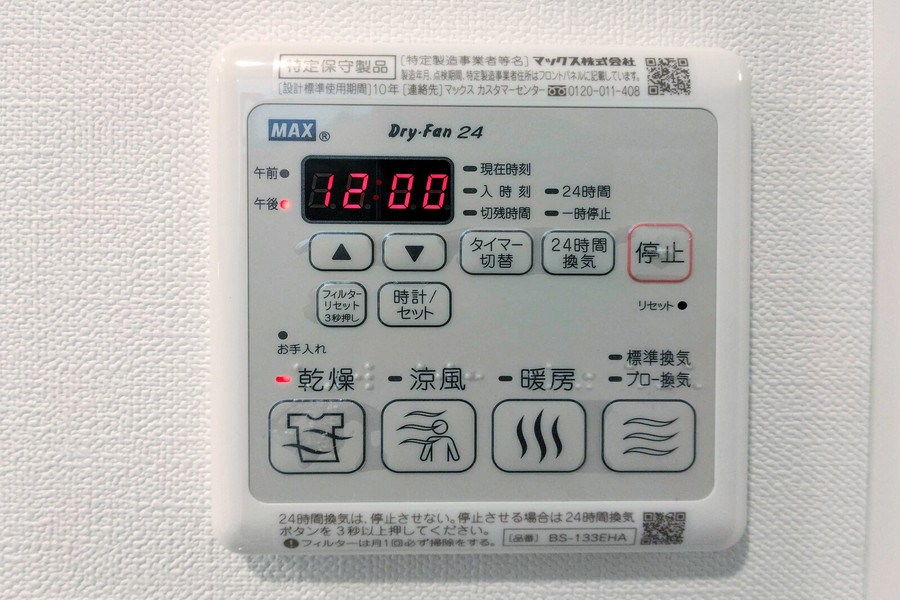 特定保守製品 [特定製造事業者等名] マックス株式会社
製造年月、点検期間、特定製造事業者住所はフロントパネルに記載しています。
[設計標準使用期間]10年 [連絡先]マックス カスタマーセンター 0120-011-408
MAX® Dry・Fan 24
午前
午後
12:00
現在時刻
入時刻 24時間
切残時間 一時停止
▲ ▼ タイマー切替 24時間換気 停止
フィルターリセット3秒押し 時計/セット
リセット
お手入れ
標準換気
乾燥 涼風 暖房 プロー換気
24時間換気は、停止させない。停止させる場合は24時間換気
ボタンを3秒以上押してください。
フィルターは月1回必ず掃除をする。 [品番] BS-133EHA